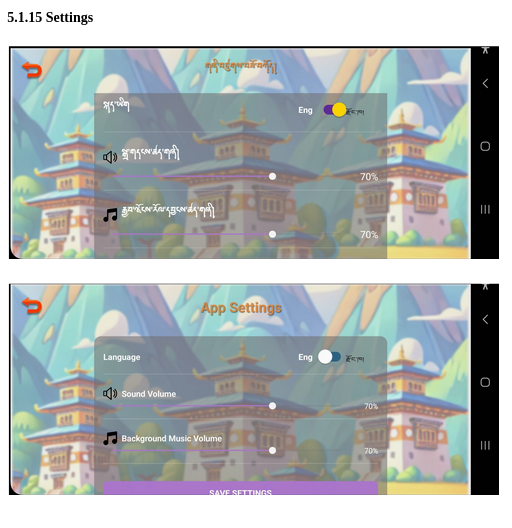 5.1.15 Settings
སྐད་ཡིག
Eng
རྫོང་ཁ།
70%
70%
App Settings
Language
Eng
རྫོང་ཁ།
Sound Volume
70%
Background Music Volume
70%
SAVE SETTINGS